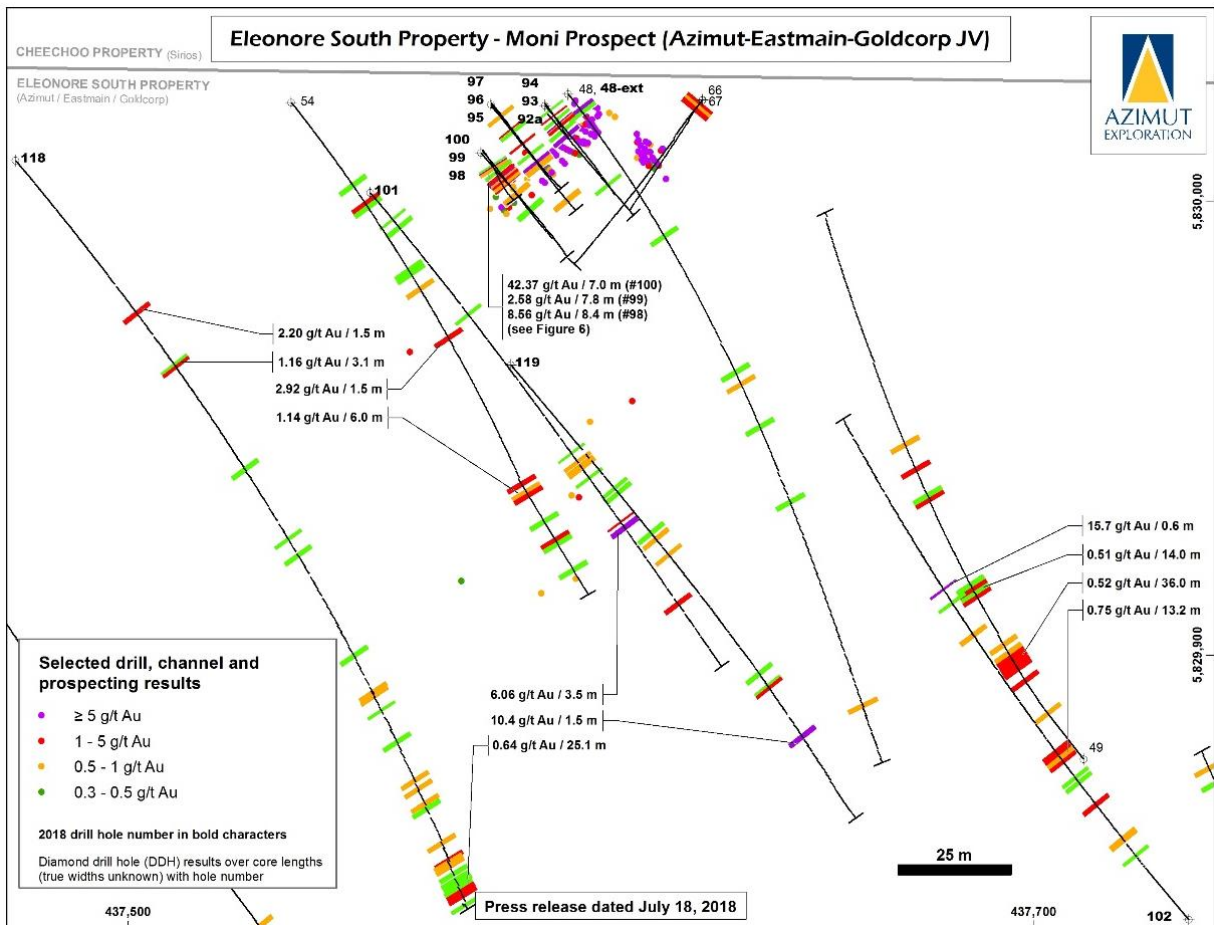 Eleonore South Property - Moni Prospect (Azimut-Eastmain-Goldcorp JV)
CHEECHOO PROPERTY (Sirios)
ELEONORE SOUTH PROPERTY
(Azimut / Eastmain / Goldcorp)
AZIMUT
EXPLORATION
54
97
96
95
100
99
98
94
93
92a
48, 48-ext
66
67
118
101
5,830,000
42.37 g/t Au / 7.0 m (#100)
2.58 g/t Au / 7.8 m (#99)
8.56 g/t Au / 8.4 m (#98)
(see Figure 6)
2.20 g/t Au / 1.5 m
1.16 g/t Au / 3.1 m
2.92 g/t Au / 1.5 m
1.14 g/t Au / 6.0 m
119
15.7 g/t Au / 0.6 m
0.51 g/t Au / 14.0 m
0.52 g/t Au / 36.0 m
0.75 g/t Au / 13.2 m
5,829,900
6.06 g/t Au / 3.5 m
10.4 g/t Au / 1.5 m
0.64 g/t Au / 25.1 m
49
Selected drill, channel and
prospecting results
≥ 5 g/t Au
1 - 5 g/t Au
0.5 - 1 g/t Au
0.3 - 0.5 g/t Au
2018 drill hole number in bold characters
Diamond drill hole (DDH) results over core lengths
(true widths unknown) with hole number
25 m
Press release dated July 18, 2018
437,500
437,700
102